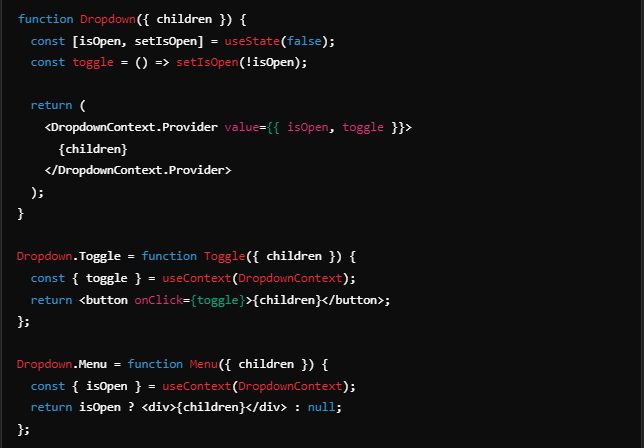 function Dropdown({ children }) {
  const [isOpen, setIsOpen] = useState(false);
  const toggle = () => setIsOpen(!isOpen);

  return (
    <DropdownContext.Provider value={{ isOpen, toggle }}>
      {children}
    </DropdownContext.Provider>
  );
}

Dropdown.Toggle = function Toggle({ children }) {
  const { toggle } = useContext(DropdownContext);
  return <button onClick={toggle}>{children}</button>;
};

Dropdown.Menu = function Menu({ children }) {
  const { isOpen } = useContext(DropdownContext);
  return isOpen ? <div>{children}</div> : null;
};